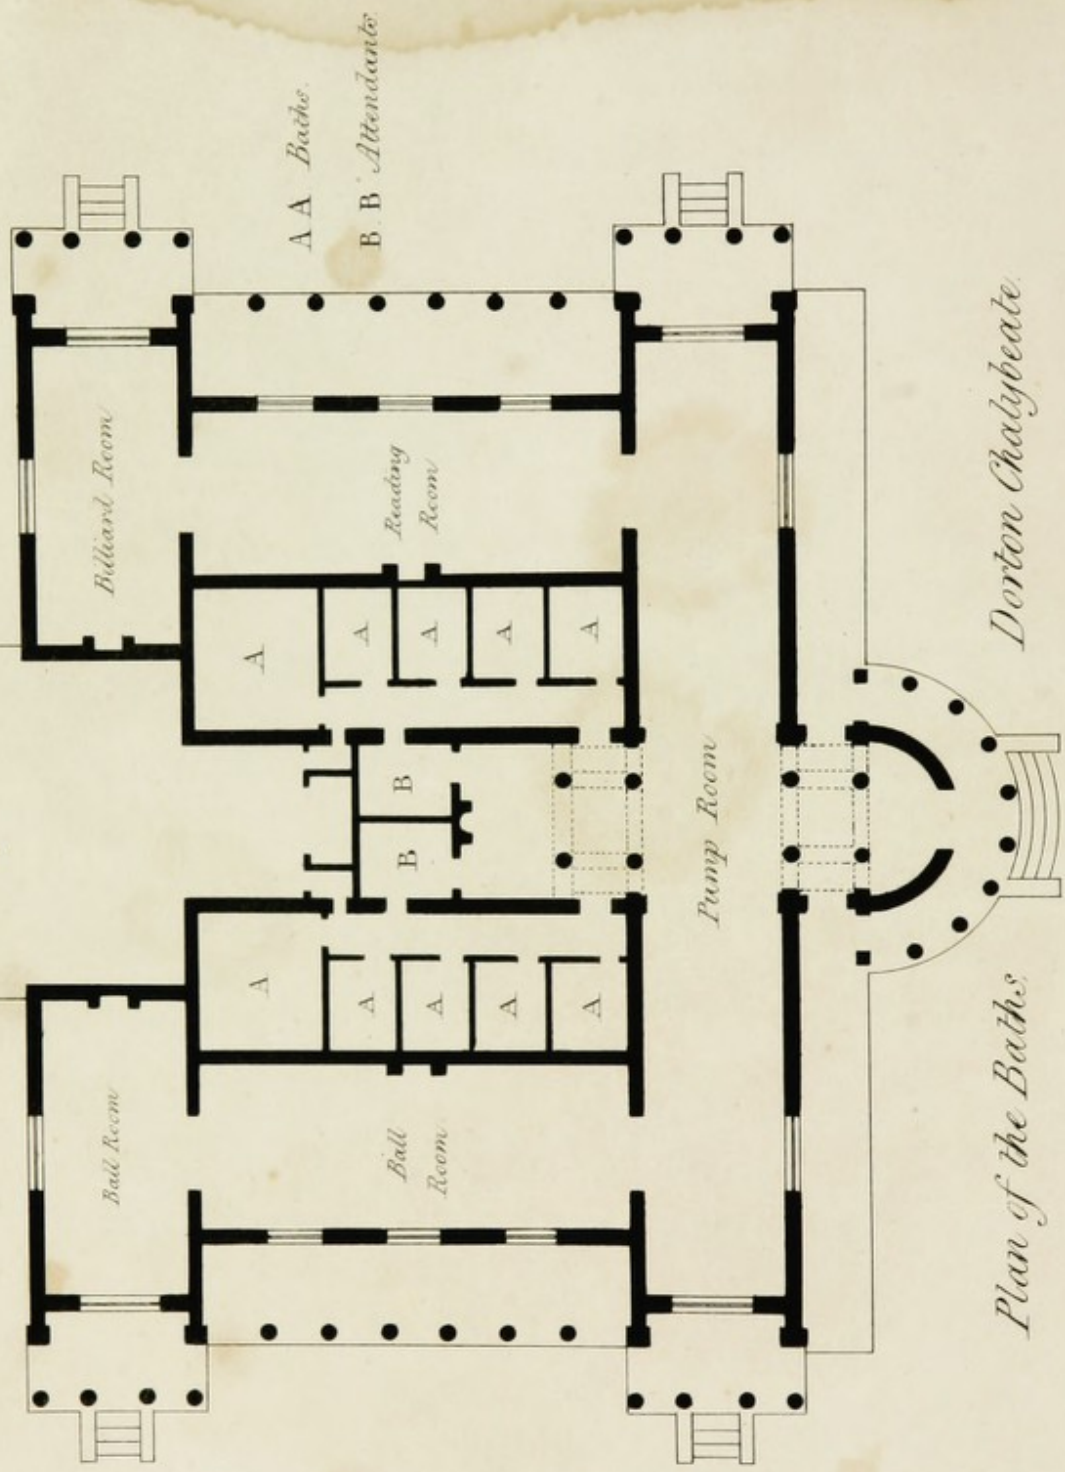 Ball Room
Billiard Room
A
A
A A Baths.
A
A
B. B Attendants
Ball
Room
A
B
B
A
Reading
Room
A
A
A
A
Pump Room
Plan of the Baths. Dorton Chalybeate.